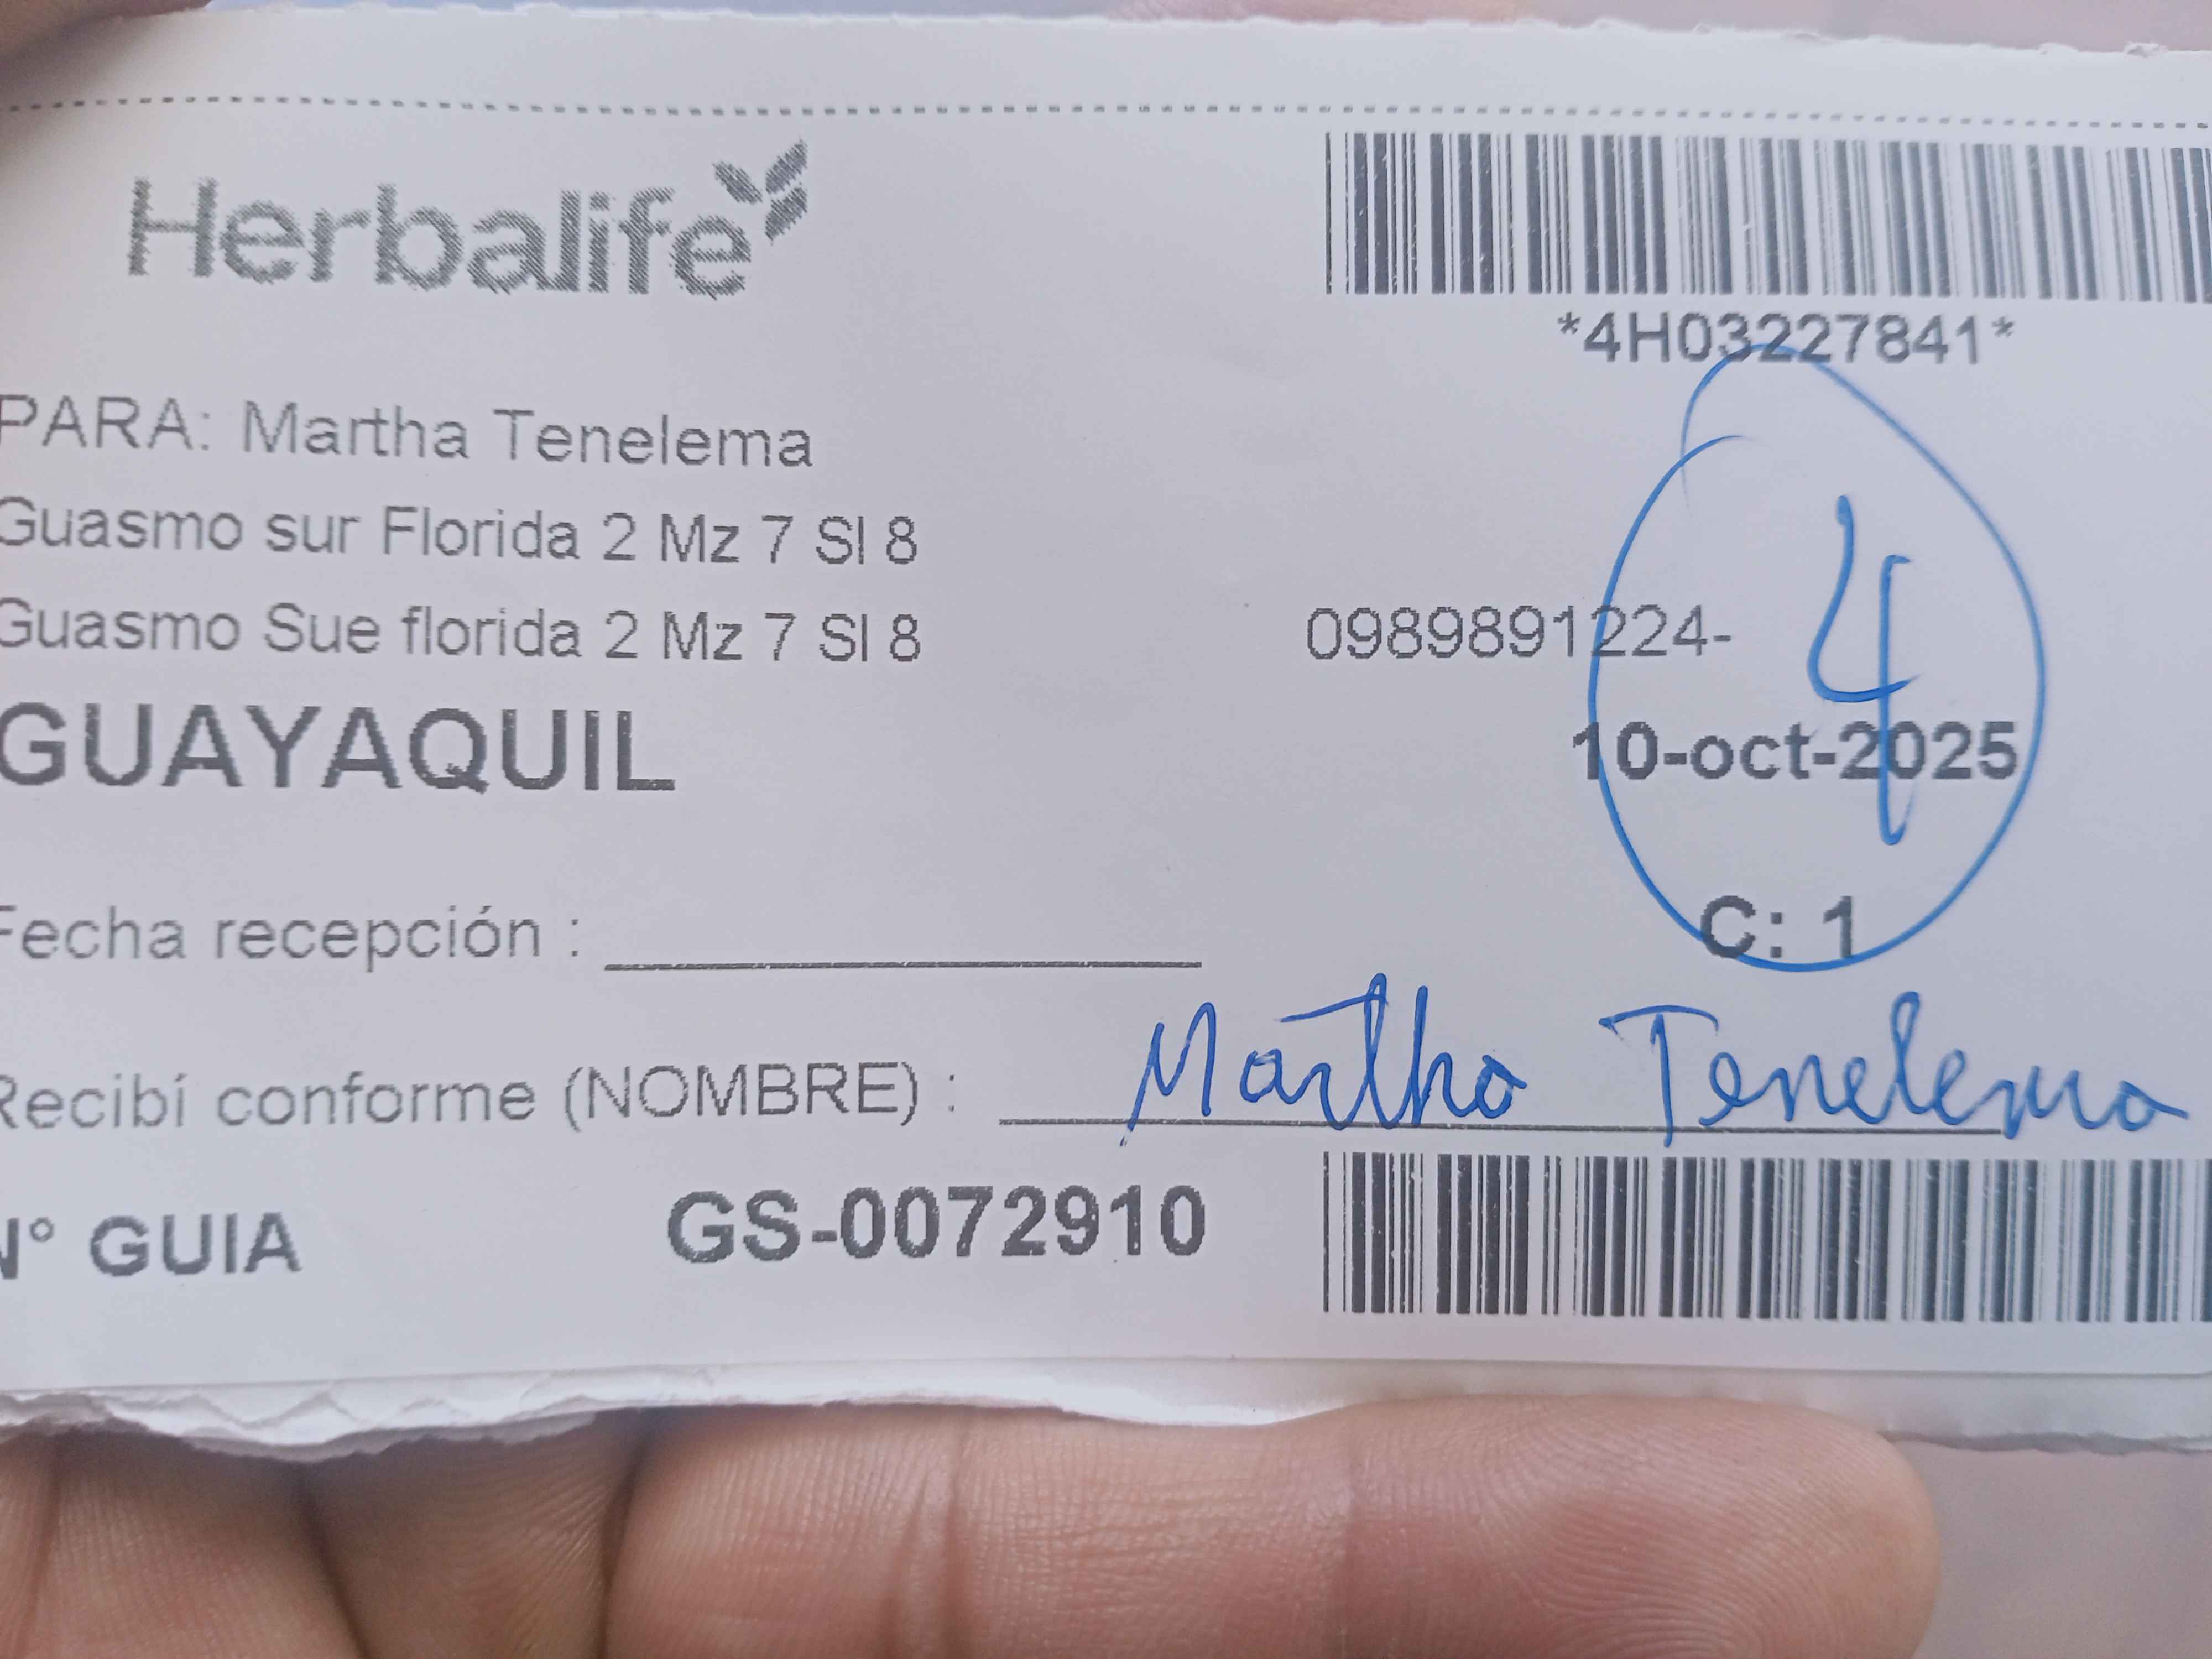 Herbalife
*4H03227841*
PARA: Martha Tenelema
Guasmo sur Florida 2 Mz 7 Sl 8
Guasmo Sue florida 2 Mz 7 Sl 8
0989891224-
4
GUAYAQUIL
10-oct-2025
C: 1
Fecha recepción :
Recibí conforme (NOMBRE) : Martha Tenelema
N° GUIA GS-0072910